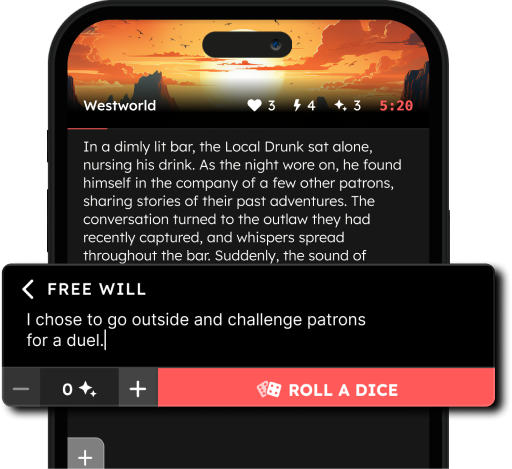 Westworld 3 4 3 5:20
In a dimly lit bar, the Local Drunk sat alone,
nursing his drink. As the night wore on, he found
himself in the company of a few other patrons,
sharing stories of their past adventures. The
conversation turned to the outlaw they had
recently captured, and whispers spread
throughout the bar. Suddenly, the sound of
FREE WILL
I chose to go outside and challenge patrons
for a duel.
− 0 + ROLL A DICE
+